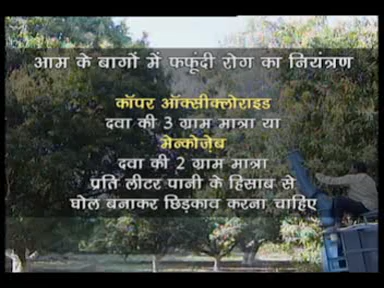 आम के बागों में फफूंदी रोग का नियंत्रण
कॉपर ऑक्सीक्लोराइड
दवा की 3 ग्राम मात्रा या
मेन्कोज़ेब
दवा की 2 ग्राम मात्रा
प्रति लीटर पानी के हिसाब से
घोल बनाकर छिड़काव करना चाहिए